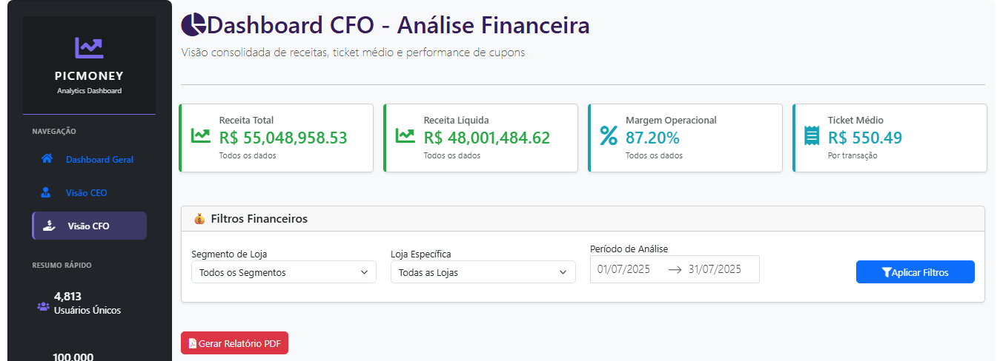 PICMONEY
Analytics Dashboard
NAVEGAÇÃO
Dashboard Geral
Visão CEO
Visão CFO
RESUMO RÁPIDO
4,813
Usuários Únicos
100,000
Dashboard CFO - Análise Financeira
Visão consolidada de receitas, ticket médio e performance de cupons
Receita Total
R$ 55,048,958.53
Todos os dados
Receita Líquida
R$ 48,001,484.62
Todos os dados
Margem Operacional
87.20%
Todos os dados
Ticket Médio
R$ 550.49
Por transação
Filtros Financeiros
Segmento de Loja
Todos os Segmentos
Loja Específica
Todas as Lojas
Período de Análise
01/07/2025 → 31/07/2025
Aplicar Filtros
Gerar Relatório PDF